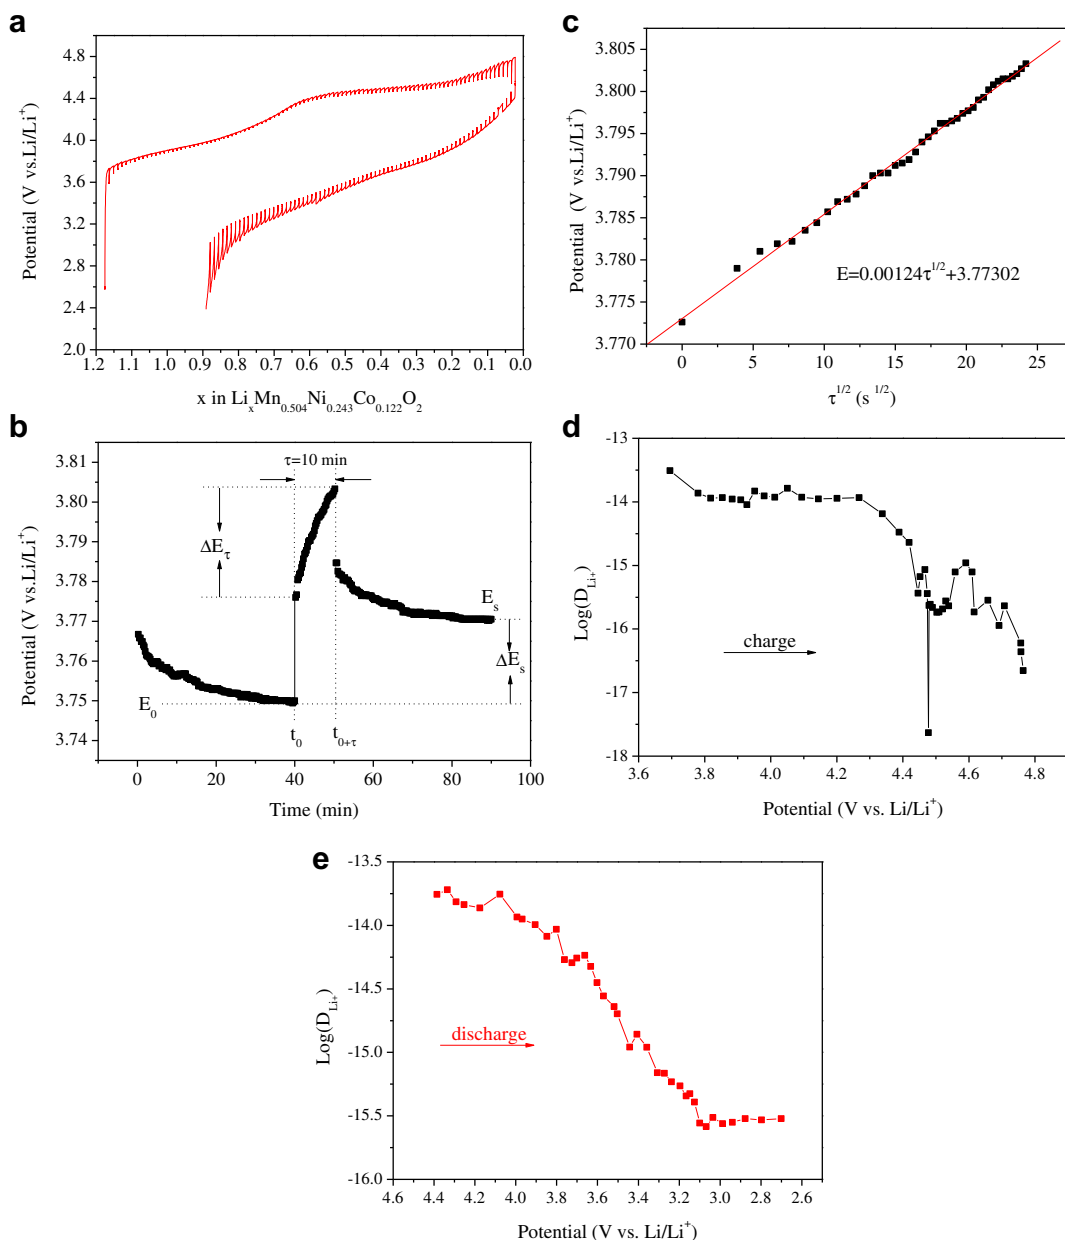 a
Potential (V vs.Li/Li⁺)
4.8
4.4
4.0
3.6
3.2
2.8
2.4
2.0
1.2 1.1 1.0 0.9 0.8 0.7 0.6 0.5 0.4 0.3 0.2 0.1 0.0
x in LiₓMn₀.₅₀₄Ni₀.₂₄₃Co₀.₁₂₂O₂
b
Potential (V vs.Li/Li⁺)
3.81
3.80
3.79
3.78
3.77
3.76
3.75
3.74
τ=10 min
ΔE_τ
E_s
ΔE_s
E₀
t₀ t₀₊τ
0 20 40 60 80 100
Time (min)
c
Potential (V vs.Li/Li⁺)
3.805
3.800
3.795
3.790
3.785
3.780
3.775
3.770
E=0.00124τ^1/2+3.77302
0 5 10 15 20 25
τ^1/2 (s ^1/2)
d
Log(D_Li+)
-13
-14
-15
-16
-17
-18
charge
3.6 3.8 4.0 4.2 4.4 4.6 4.8
Potential (V vs. Li/Li⁺)
e
Log(D_Li+)
-13.5
-14.0
-14.5
-15.0
-15.5
-16.0
discharge
4.6 4.4 4.2 4.0 3.8 3.6 3.4 3.2 3.0 2.8 2.6
Potential (V vs. Li/Li⁺)